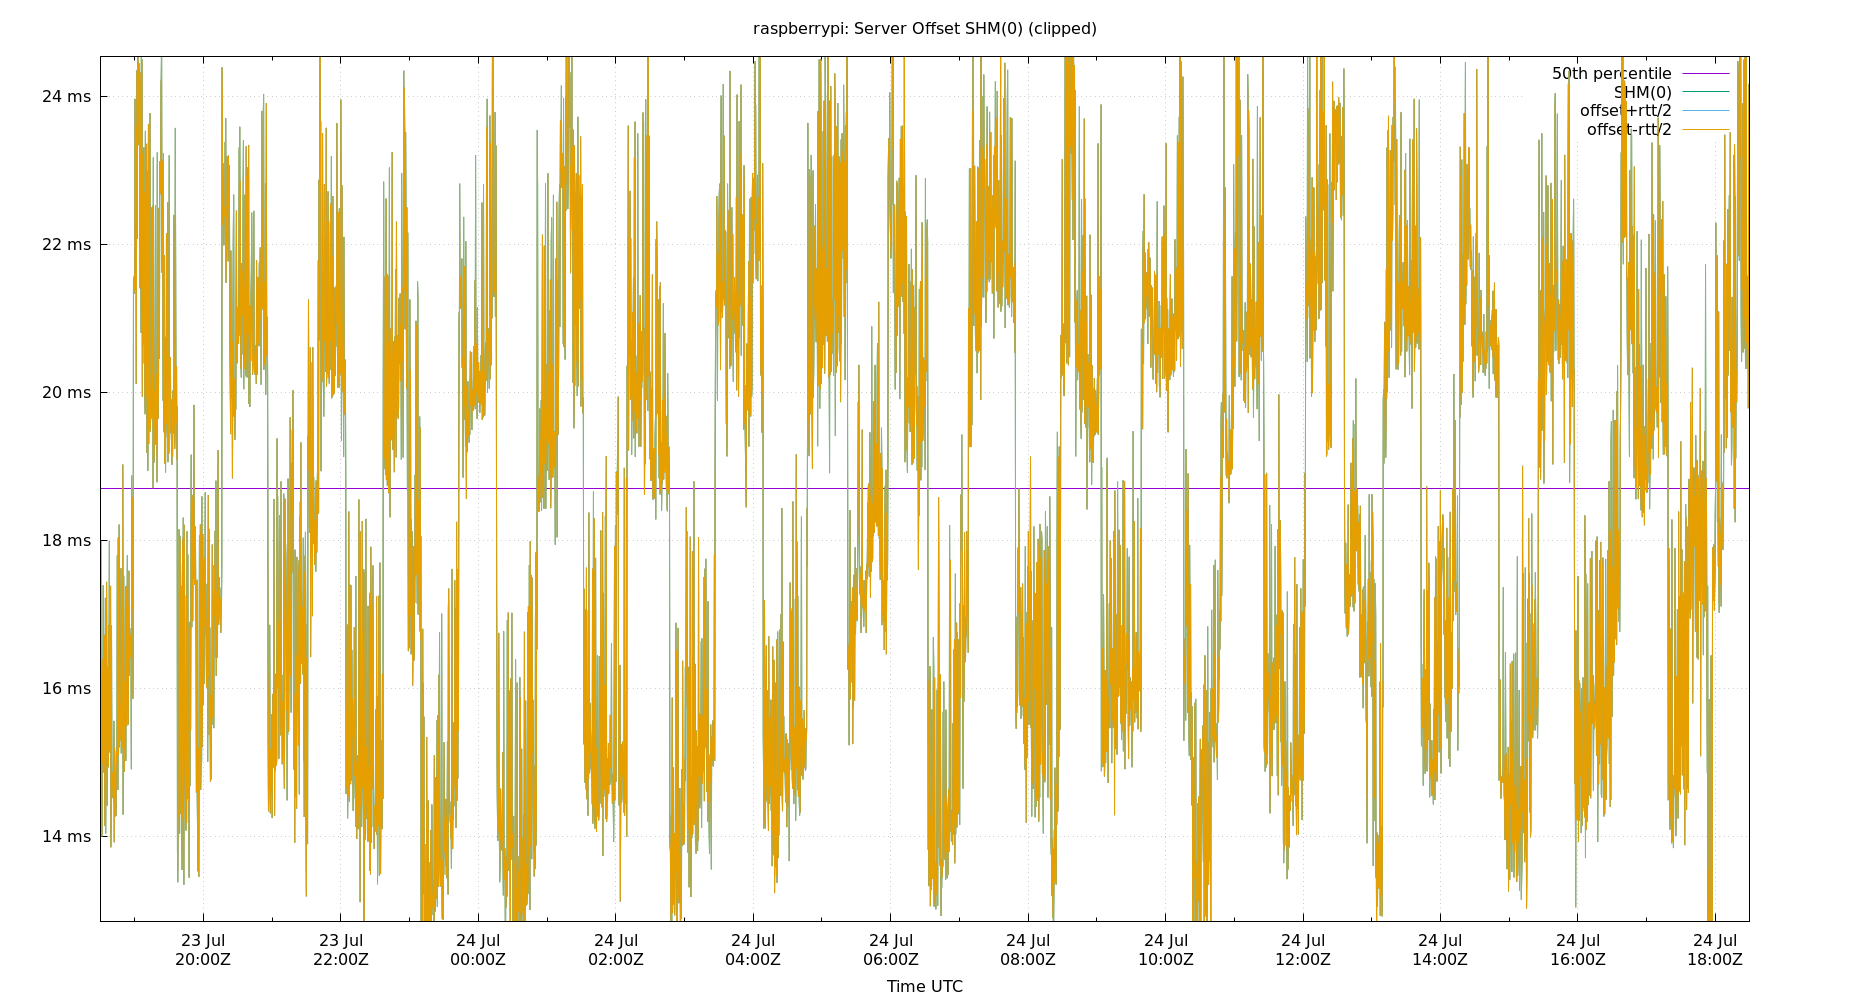 raspberrypi: Server Offset SHM(0) (clipped)
50th percentile
SHM(0)
offset+rtt/2
offset-rtt/2
24 ms
22 ms
20 ms
18 ms
16 ms
14 ms
23 Jul 23 Jul 24 Jul 24 Jul 24 Jul 24 Jul 24 Jul 24 Jul 24 Jul 24 Jul 24 Jul 24 Jul
20:00Z 22:00Z 00:00Z 02:00Z 04:00Z 06:00Z 08:00Z 10:00Z 12:00Z 14:00Z 16:00Z 18:00Z
Time UTC